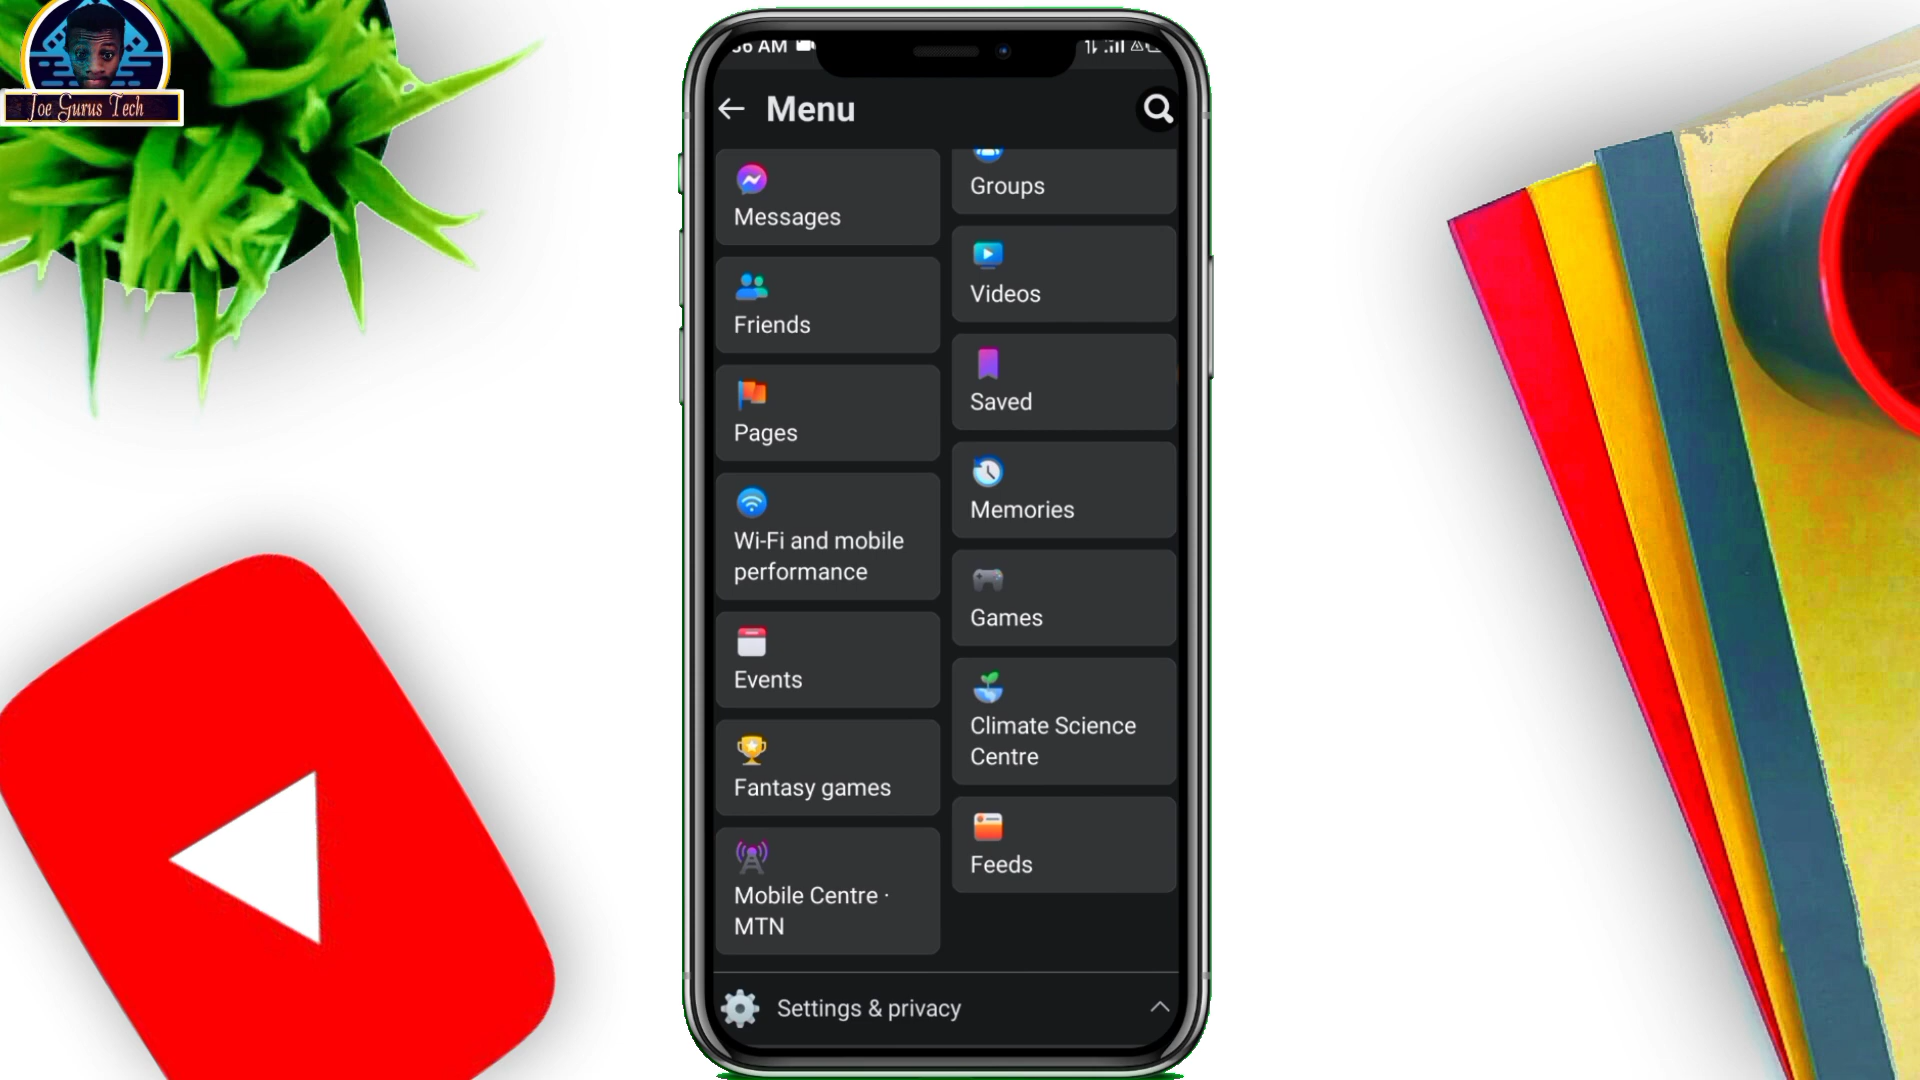 Joe Gurus Tech
6 AM
Menu
Messages
Friends
Pages
Wi-Fi and mobile
performance
Events
Fantasy games
Mobile Centre ·
MTN
Groups
Videos
Saved
Memories
Games
Climate Science
Centre
Feeds
Settings & privacy